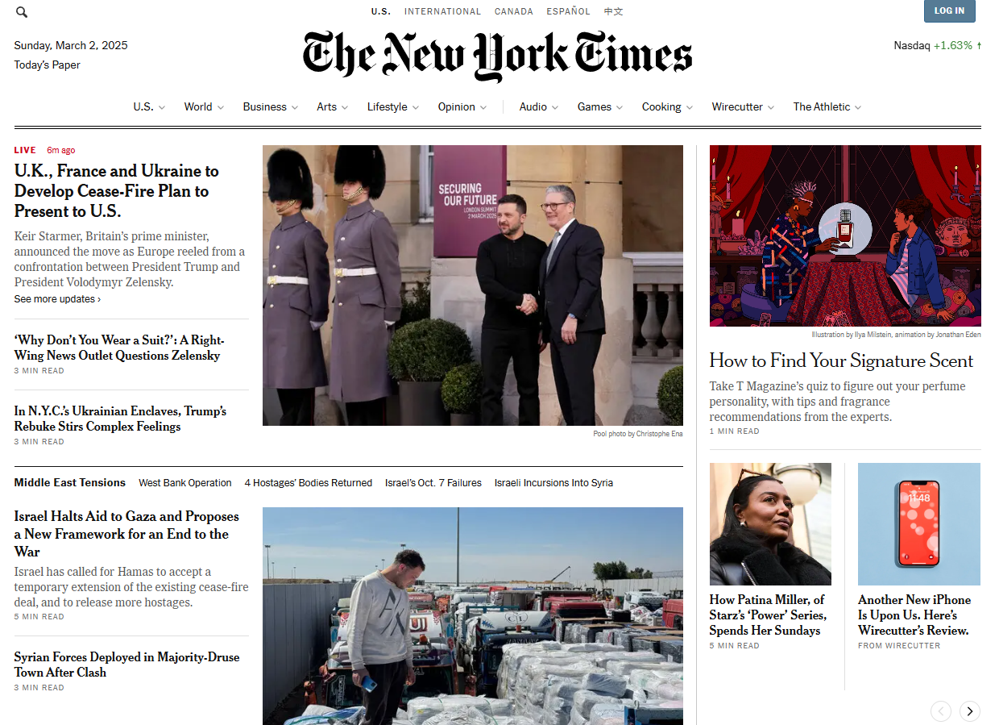 U.S. INTERNATIONAL CANADA ESPAÑOL 中文
LOG IN
Sunday, March 2, 2025
Today's Paper
The New York Times
Nasdaq +1.63% ↑
U.S. World Business Arts Lifestyle Opinion Audio Games Cooking Wirecutter The Athletic
LIVE 6m ago
U.K., France and Ukraine to
Develop Cease-Fire Plan to
Present to U.S.
Keir Starmer, Britain's prime minister,
announced the move as Europe reeled from a
confrontation between President Trump and
President Volodymyr Zelensky.
See more updates ›
‘Why Don't You Wear a Suit?’: A Right-
Wing News Outlet Questions Zelensky
3 MIN READ
In N.Y.C.'s Ukrainian Enclaves, Trump's
Rebuke Stirs Complex Feelings
3 MIN READ
SECURING
OUR FUTURE
LONDON SUMMIT
2 MARCH 2025
Pool photo by Christophe Ena
Middle East Tensions West Bank Operation 4 Hostages' Bodies Returned Israel's Oct. 7 Failures Israeli Incursions Into Syria
Israel Halts Aid to Gaza and Proposes
a New Framework for an End to the
War
Israel has called for Hamas to accept a
temporary extension of the existing cease-fire
deal, and to release more hostages.
5 MIN READ
Syrian Forces Deployed in Majority-Druse
Town After Clash
3 MIN READ
Illustration by Ilya Milstein, animation by Jonathan Eden
How to Find Your Signature Scent
Take T Magazine's quiz to figure out your perfume
personality, with tips and fragrance
recommendations from the experts.
1 MIN READ
How Patina Miller, of
Starz's ‘Power’ Series,
Spends Her Sundays
5 MIN READ
11:48
Another New iPhone
Is Upon Us. Here's
Wirecutter's Review.
FROM WIRECUTTER